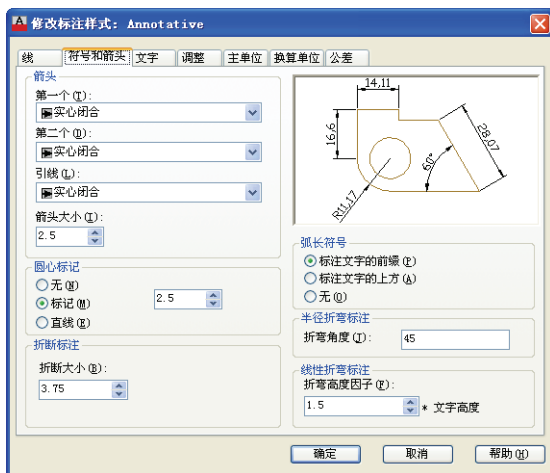 修改标注样式: Annotative
线 符号和箭头 文字 调整 主单位 换算单位 公差
箭头
第一个(T):
实心闭合
第二个(D):
实心闭合
引线(L):
实心闭合
箭头大小(I):
2.5
圆心标记
无(N)
标记(M)
2.5
直线(E)
折断标注
折断大小(B):
3.75
14,11
16,6
28,07
60°
R11,17
弧长符号
标注文字的前缀(P)
标注文字的上方(A)
无(O)
半径折弯标注
折弯角度(J):
45
线性折弯标注
折弯高度因子(F):
1.5
* 文字高度
确定 取消 帮助(H)